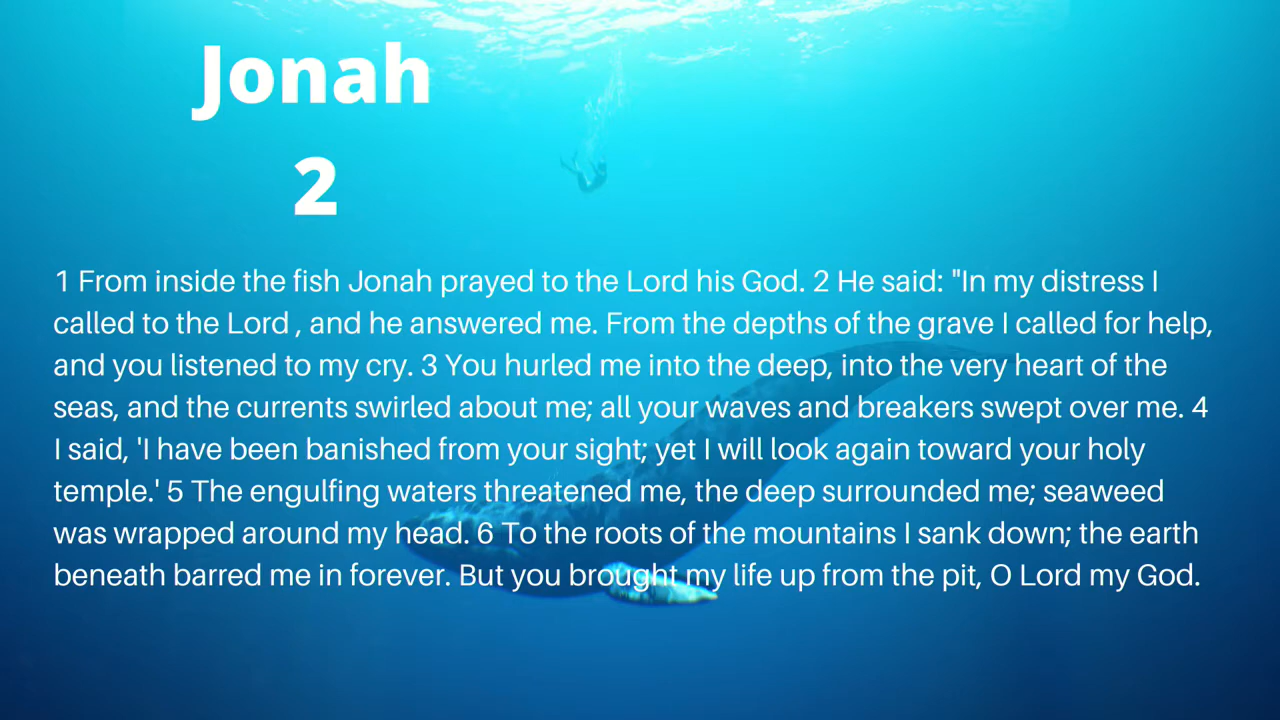 Jonah
2
1 From inside the fish Jonah prayed to the Lord his God. 2 He said: "In my distress I
called to the Lord , and he answered me. From the depths of the grave I called for help,
and you listened to my cry. 3 You hurled me into the deep, into the very heart of the
seas, and the currents swirled about me; all your waves and breakers swept over me. 4
I said, 'I have been banished from your sight; yet I will look again toward your holy
temple.' 5 The engulfing waters threatened me, the deep surrounded me; seaweed
was wrapped around my head. 6 To the roots of the mountains I sank down; the earth
beneath barred me in forever. But you brought my life up from the pit, O Lord my God.